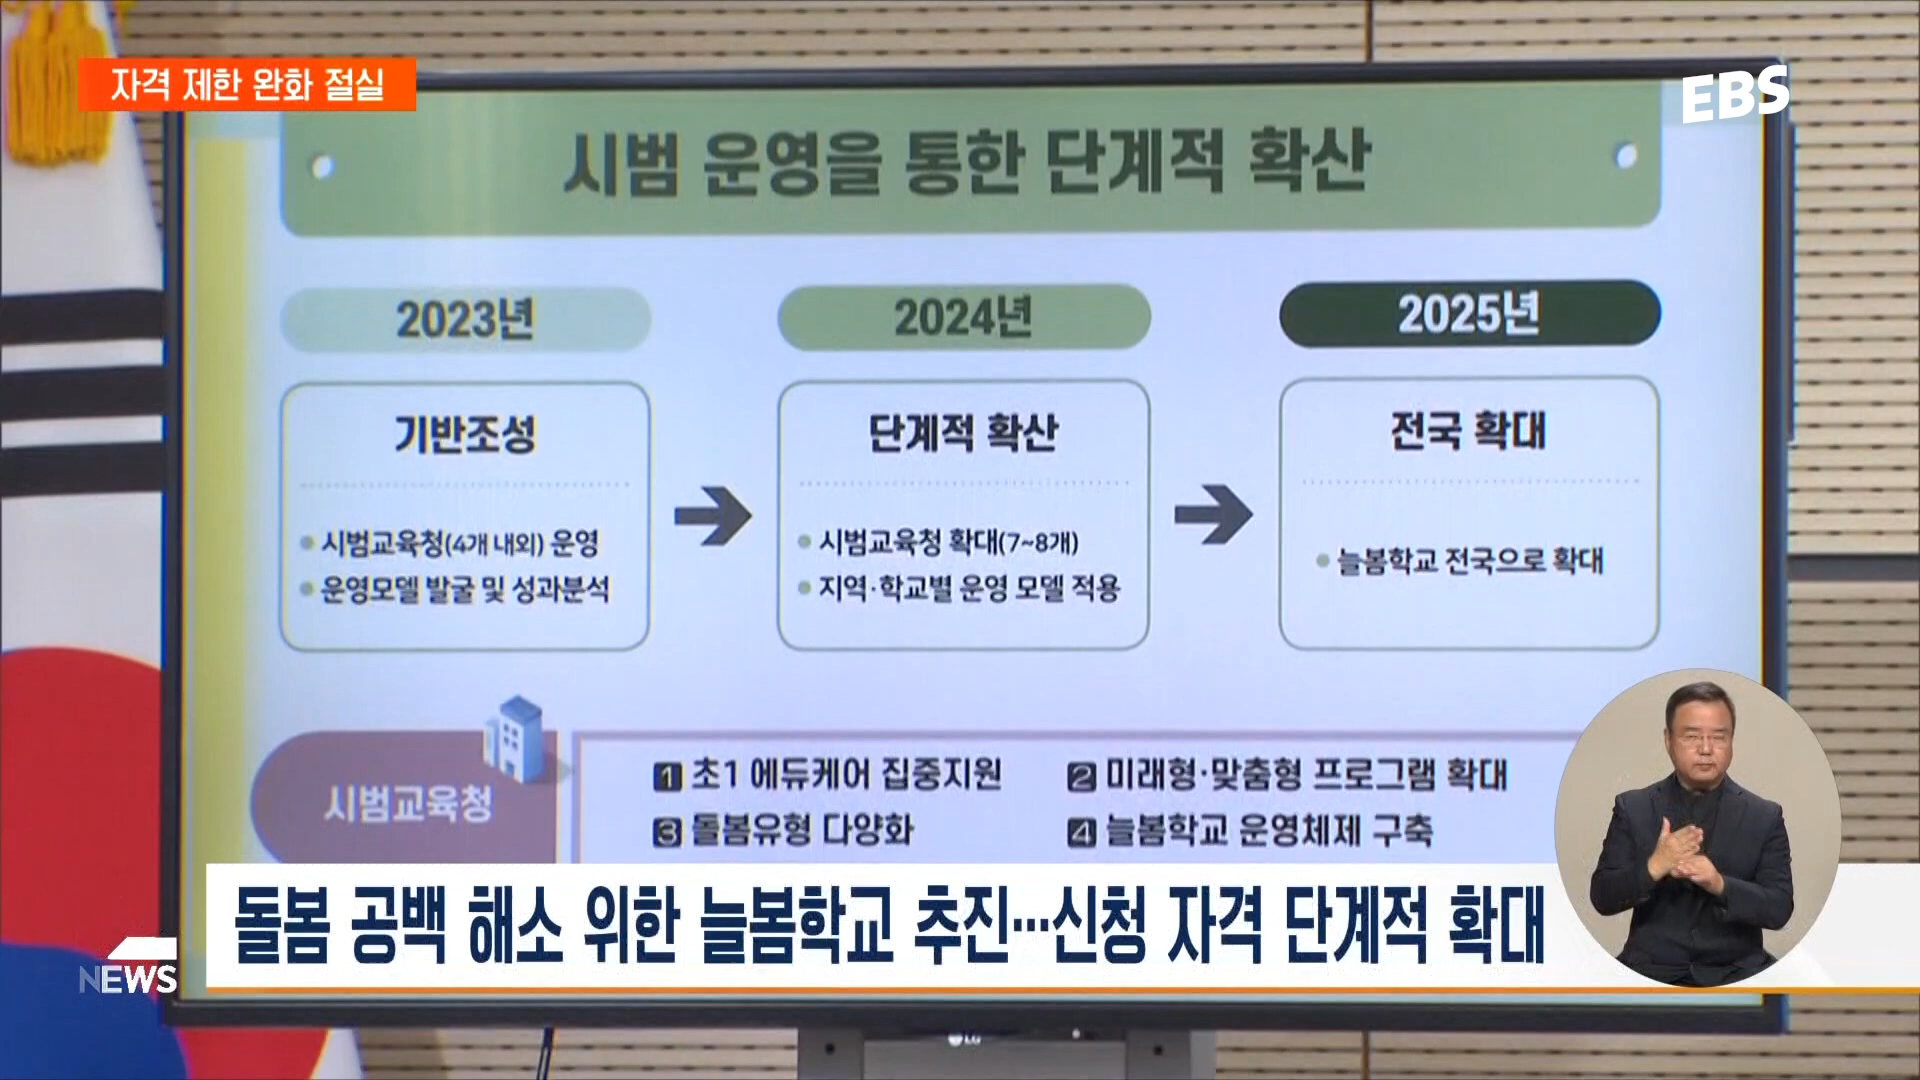 자격 제한 완화 절실
EBS
시범 운영을 통한 단계적 확산
2023년
2024년
2025년
기반조성
단계적 확산
전국 확대
• 시범교육청(4개 내외) 운영
• 운영모델 발굴 및 성과분석
• 시범교육청 확대(7~8개)
• 지역·학교별 운영 모델 적용
• 늘봄학교 전국으로 확대
시범교육청
1 초1 에듀케어 집중지원
2 미래형·맞춤형 프로그램 확대
3 돌봄유형 다양화
4 늘봄학교 운영체제 구축
돌봄 공백 해소 위한 늘봄학교 추진…신청 자격 단계적 확대
NEWS
LG